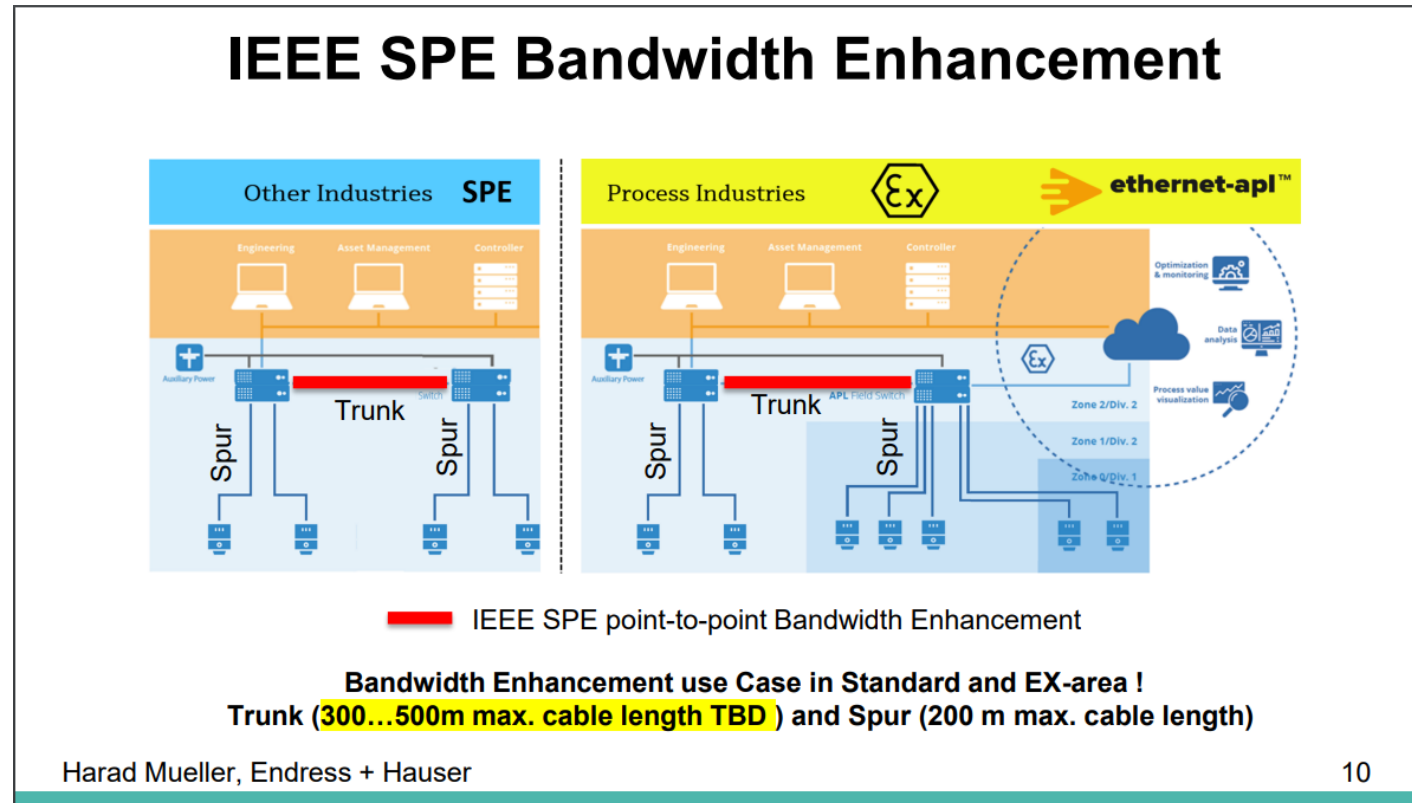 IEEE SPE Bandwidth Enhancement
Other Industries SPE
Process Industries Ex ethernet-apl™
Engineering Asset Management Controller
Engineering Asset Management Controller
Optimization
& monitoring
Data
analysis
Process value
visualization
Auxiliary Power
Switch
Trunk
Spur
Spur
Auxiliary Power
APL Field Switch
Trunk
Spur
Spur
Ex
Zone 2/Div. 2
Zone 1/Div. 2
Zone 0/Div. 1
IEEE SPE point-to-point Bandwidth Enhancement
Bandwidth Enhancement use Case in Standard and EX-area !
Trunk (300…500m max. cable length TBD ) and Spur (200 m max. cable length)
Harad Mueller, Endress + Hauser
10